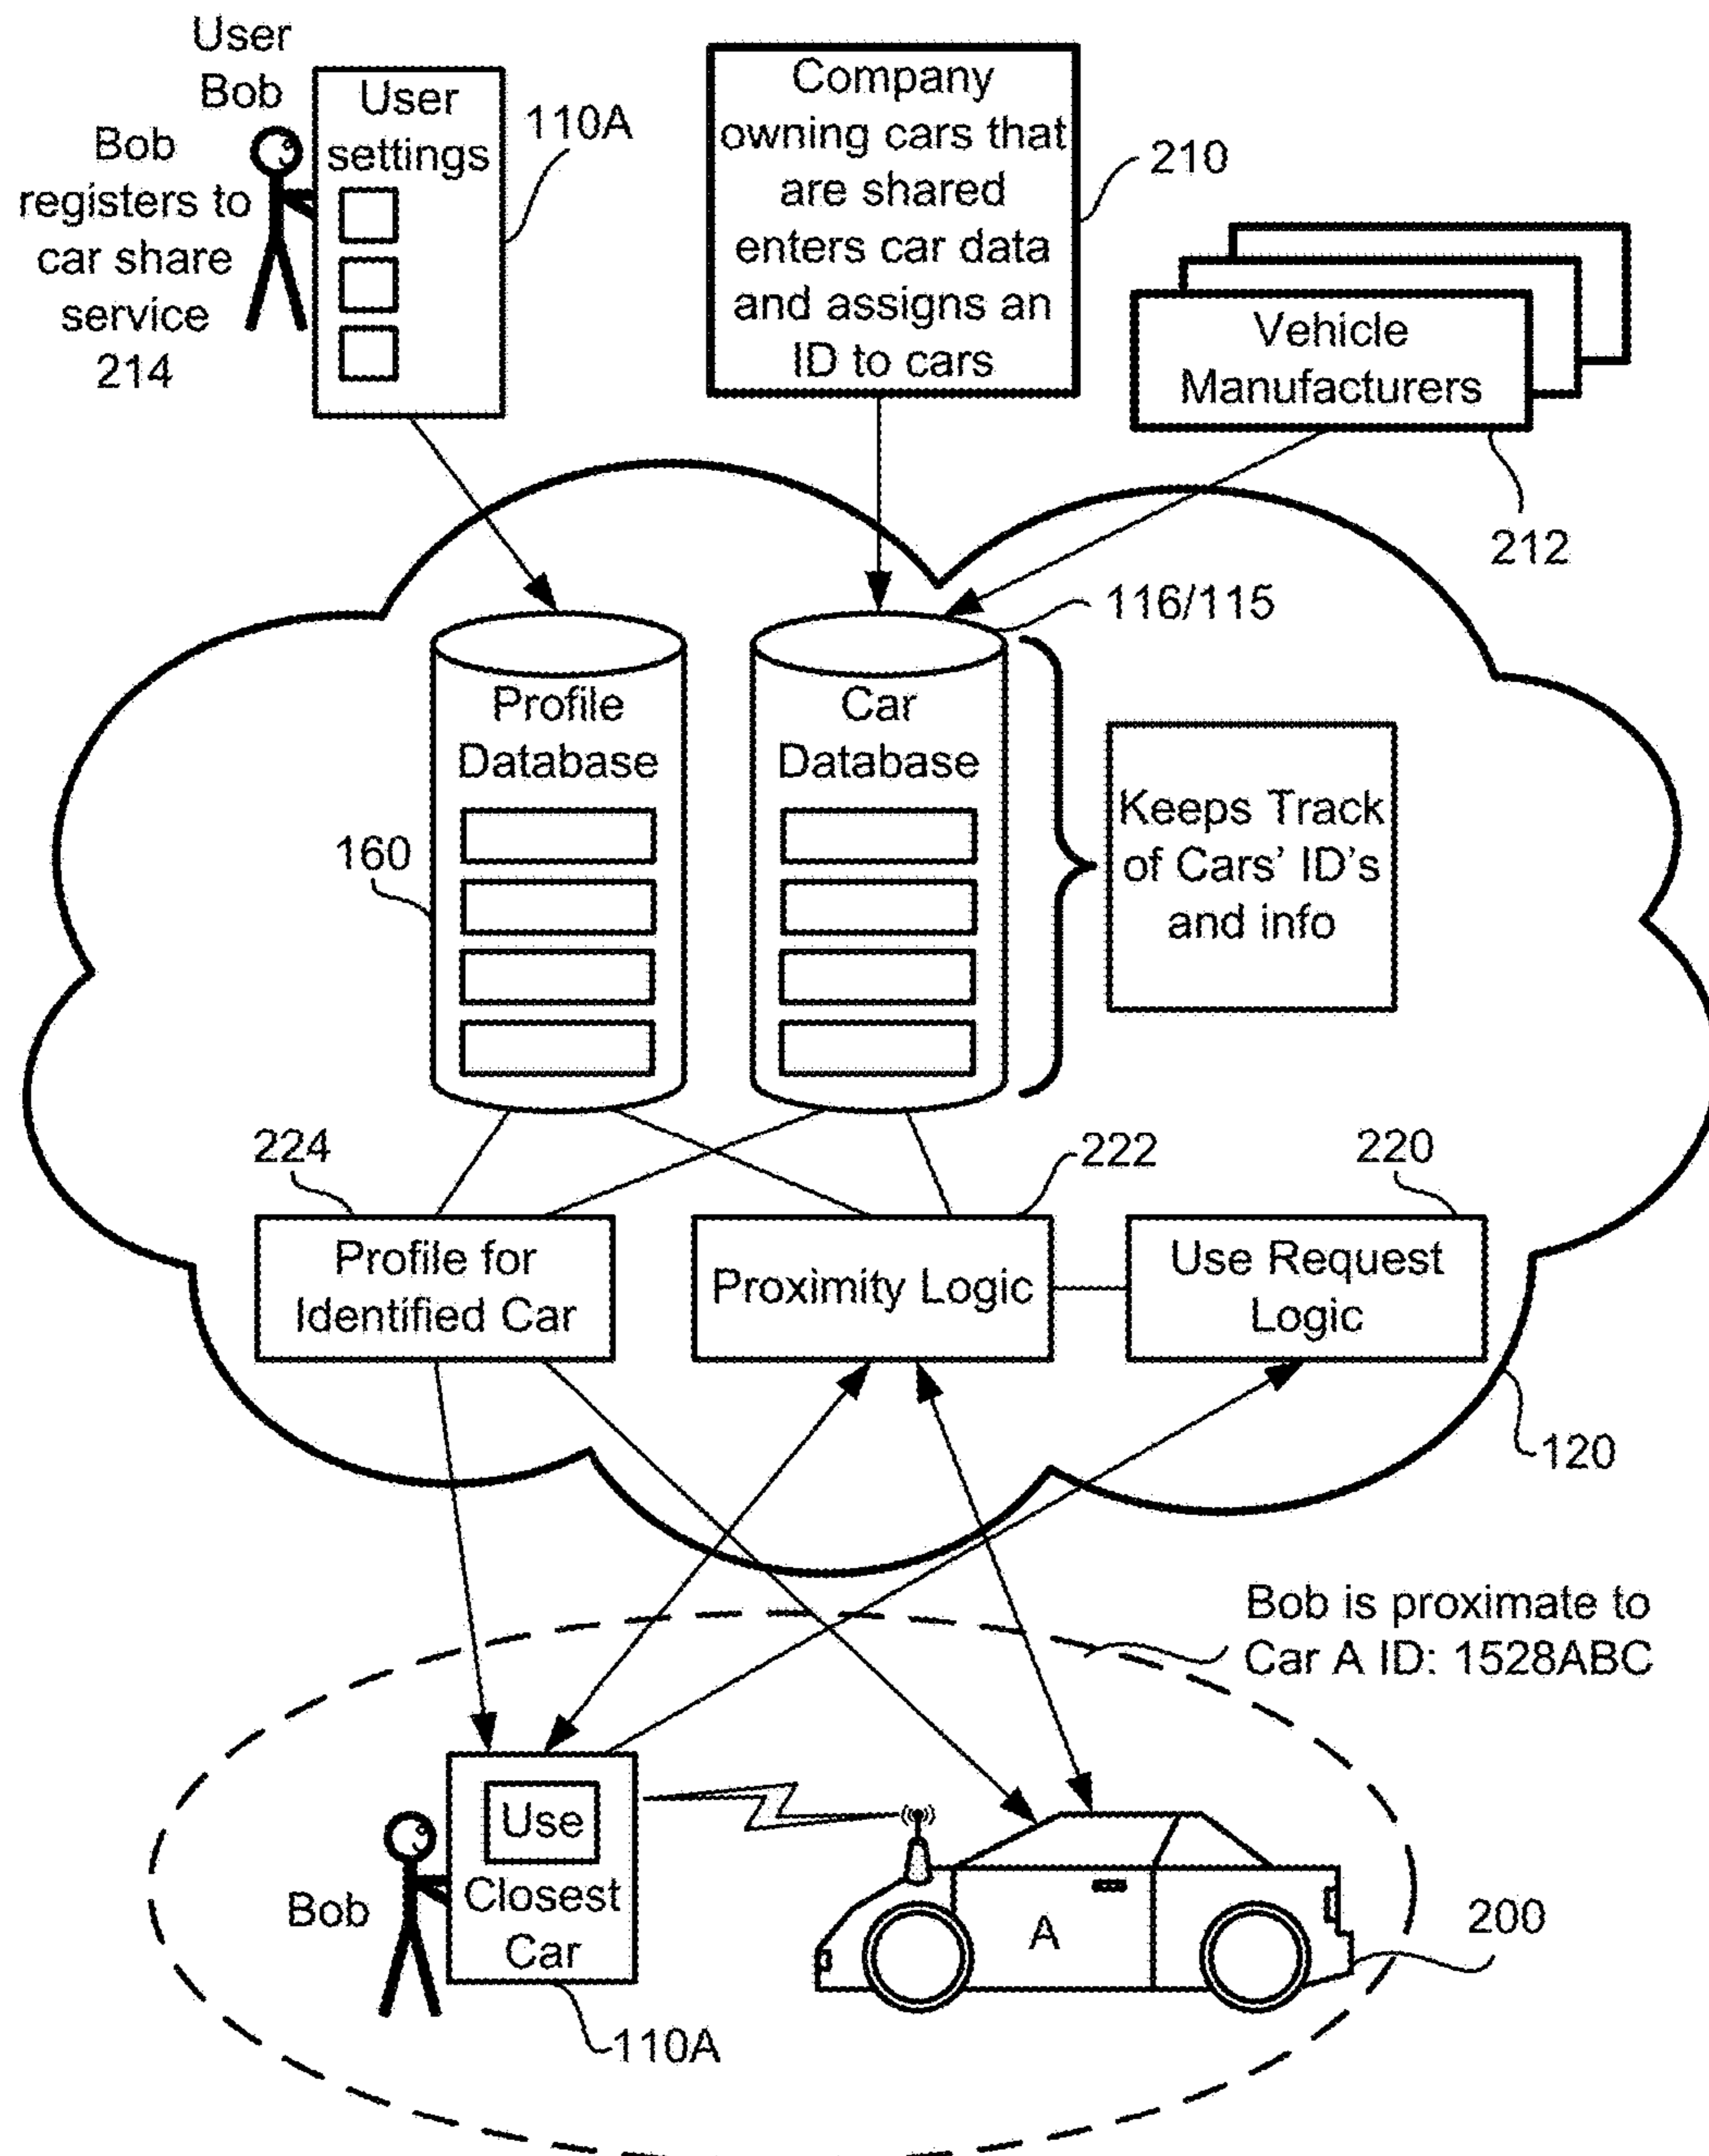 User
Bob
Bob
registers to
car share
service
214
User
settings
110A
Company
owning cars that
are shared
enters car data
and assigns an
ID to cars
210
Vehicle
Manufacturers
212
116/115
Profile
Database
Car
Database
160
Keeps Track
of Cars' ID's
and info
224
222
220
Profile for
Identified Car
Proximity Logic
Use Request
Logic
120
Bob is proximate to
Car A ID: 1528ABC
Use
Closest
Car
Bob
A
200
110A